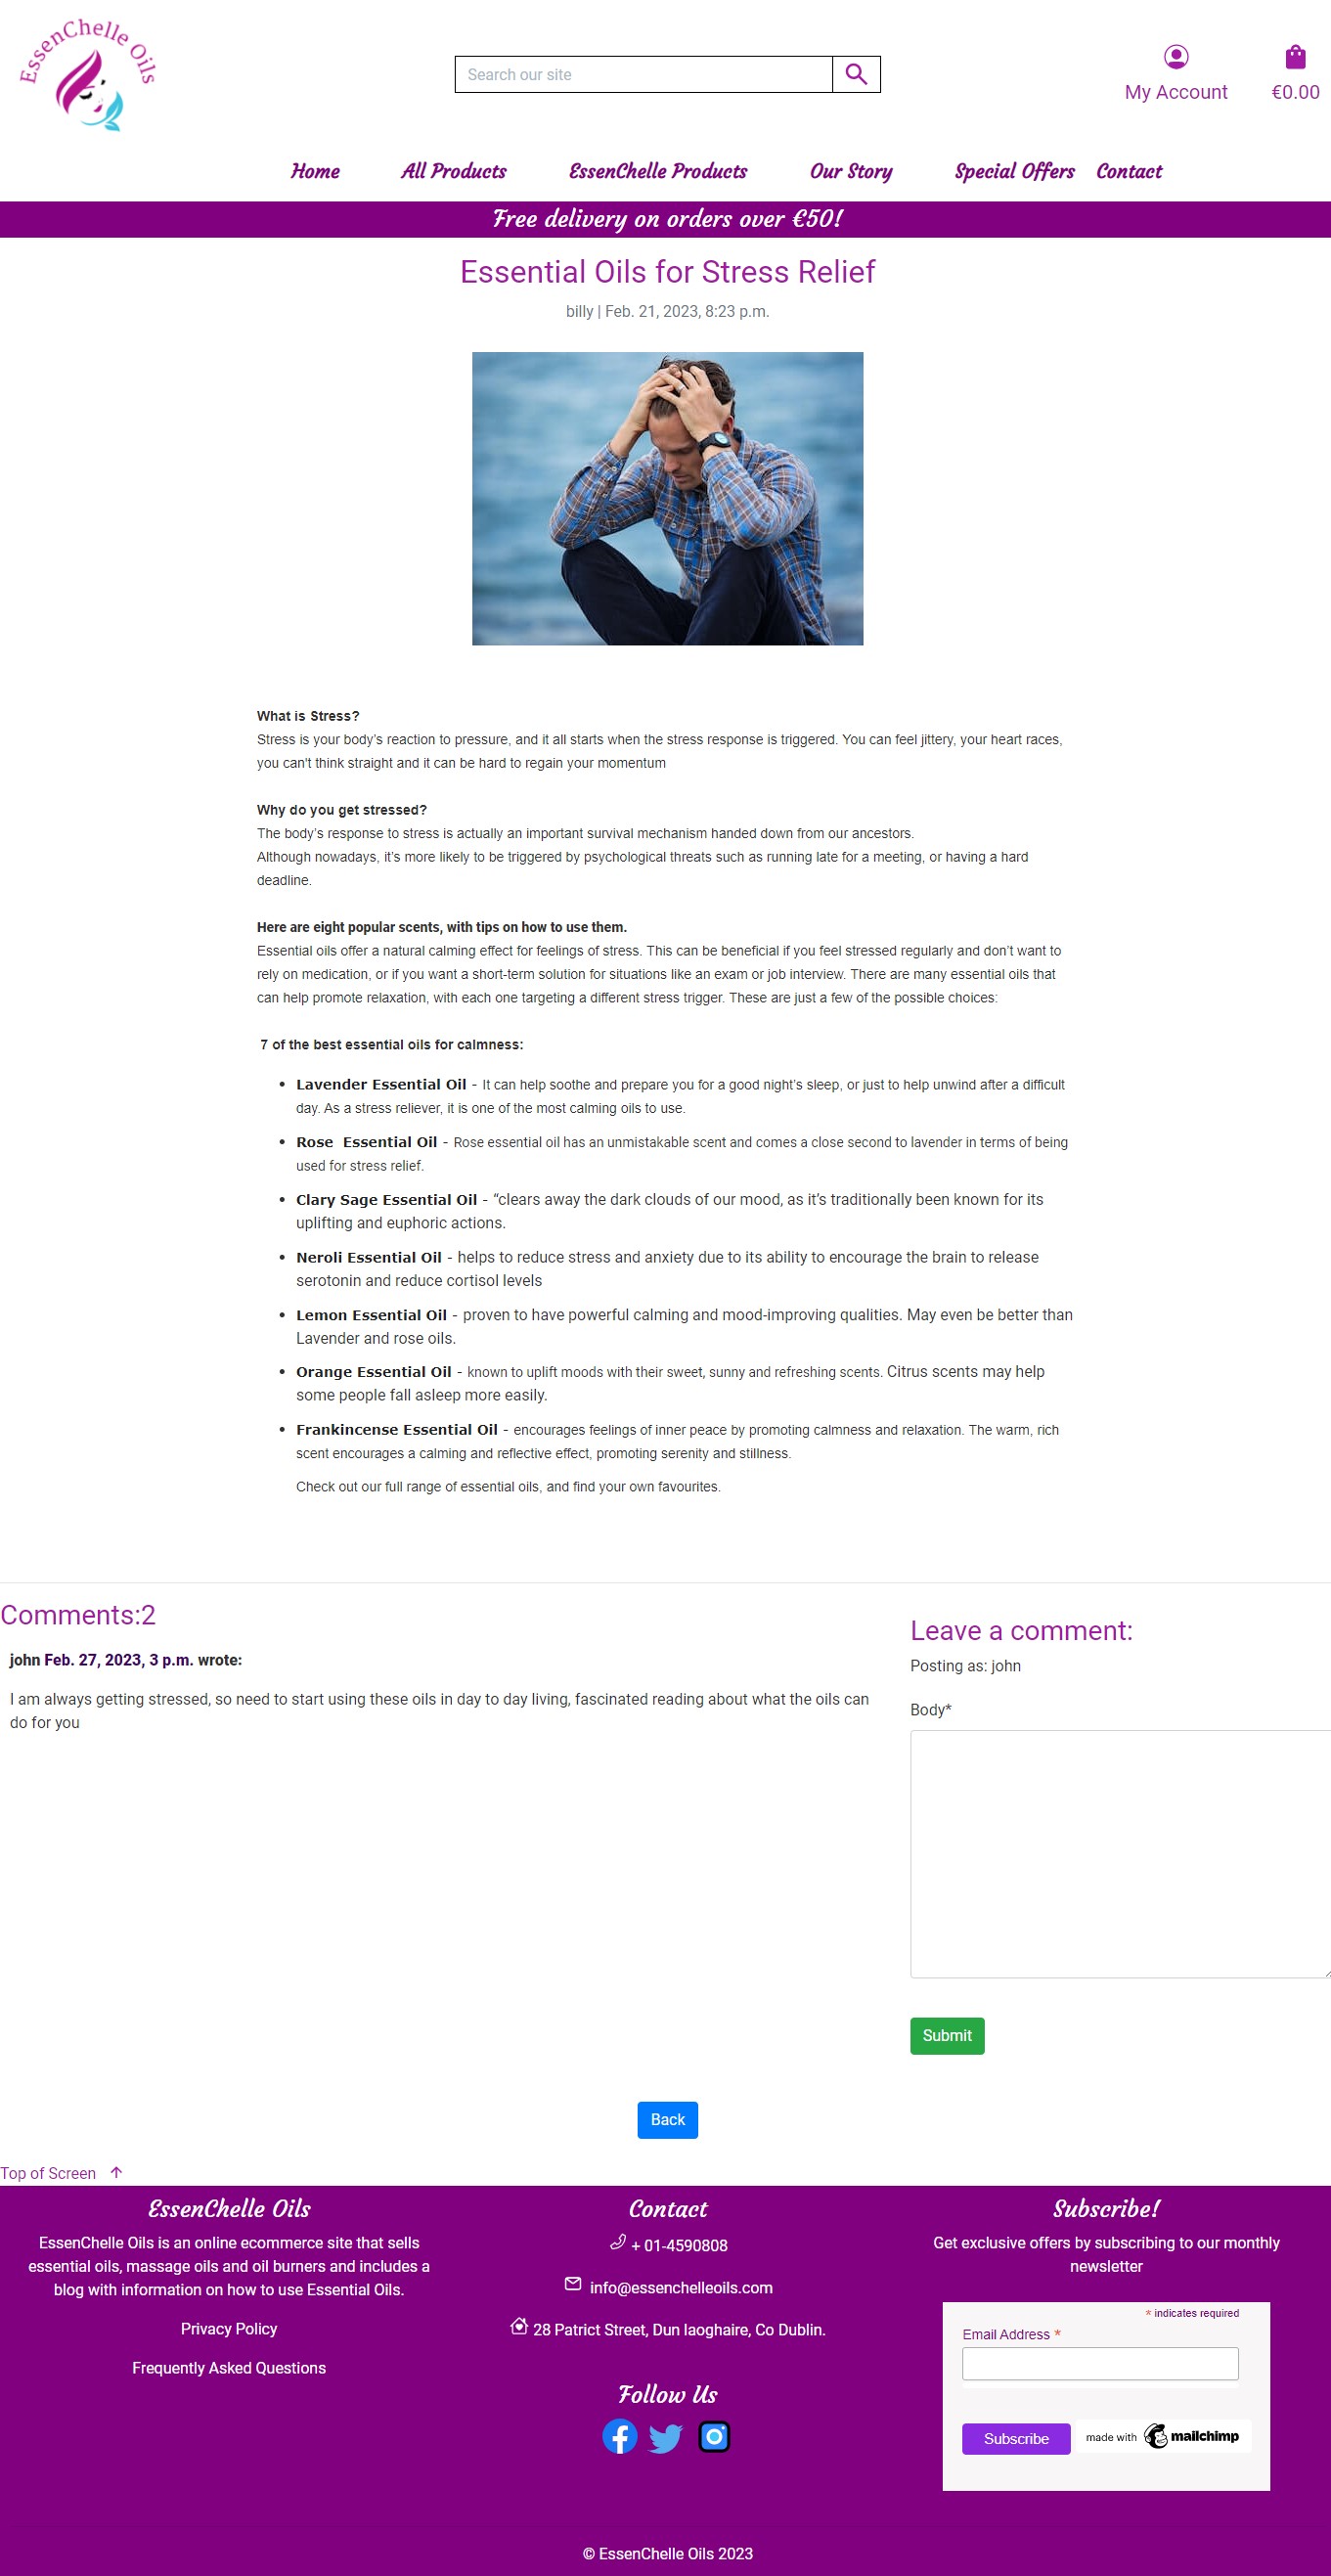 EssenChelle Oils
Search our site
My Account
€0.00
Home All Products EssenChelle Products Our Story Special Offers Contact
Free delivery on orders over €50!
Essential Oils for Stress Relief
billy | Feb. 21, 2023, 8:23 p.m.
What is Stress?
Stress is your body’s reaction to pressure, and it all starts when the stress response is triggered. You can feel jittery, your heart races,
you can't think straight and it can be hard to regain your momentum
Why do you get stressed?
The body’s response to stress is actually an important survival mechanism handed down from our ancestors.
Although nowadays, it’s more likely to be triggered by psychological threats such as running late for a meeting, or having a hard
deadline.
Here are eight popular scents, with tips on how to use them.
Essential oils offer a natural calming effect for feelings of stress. This can be beneficial if you feel stressed regularly and don’t want to
rely on medication, or if you want a short-term solution for situations like an exam or job interview. There are many essential oils that
can help promote relaxation, with each one targeting a different stress trigger. These are just a few of the possible choices:
7 of the best essential oils for calmness:
• Lavender Essential Oil - It can help soothe and prepare you for a good night’s sleep, or just to help unwind after a difficult
day. As a stress reliever, it is one of the most calming oils to use.
• Rose Essential Oil - Rose essential oil has an unmistakable scent and comes a close second to lavender in terms of being
used for stress relief.
• Clary Sage Essential Oil - “clears away the dark clouds of our mood, as it’s traditionally been known for its
uplifting and euphoric actions.
• Neroli Essential Oil - helps to reduce stress and anxiety due to its ability to encourage the brain to release
serotonin and reduce cortisol levels
• Lemon Essential Oil - proven to have powerful calming and mood-improving qualities. May even be better than
Lavender and rose oils.
• Orange Essential Oil - known to uplift moods with their sweet, sunny and refreshing scents. Citrus scents may help
some people fall asleep more easily.
• Frankincense Essential Oil - encourages feelings of inner peace by promoting calmness and relaxation. The warm, rich
scent encourages a calming and reflective effect, promoting serenity and stillness.
Check out our full range of essential oils, and find your own favourites.
Comments:2
john Feb. 27, 2023, 3 p.m. wrote:
I am always getting stressed, so need to start using these oils in day to day living, fascinated reading about what the oils can
do for you
Leave a comment:
Posting as: john
Body*
Submit
Back
Top of Screen
EssenChelle Oils
EssenChelle Oils is an online ecommerce site that sells
essential oils, massage oils and oil burners and includes a
blog with information on how to use Essential Oils.
Privacy Policy
Frequently Asked Questions
Contact
+ 01-4590808
info@essenchelleoils.com
28 Patrict Street, Dun laoghaire, Co Dublin.
Follow Us
Subscribe!
Get exclusive offers by subscribing to our monthly
newsletter
* indicates required
Email Address *
Subscribe
made with mailchimp
© EssenChelle Oils 2023